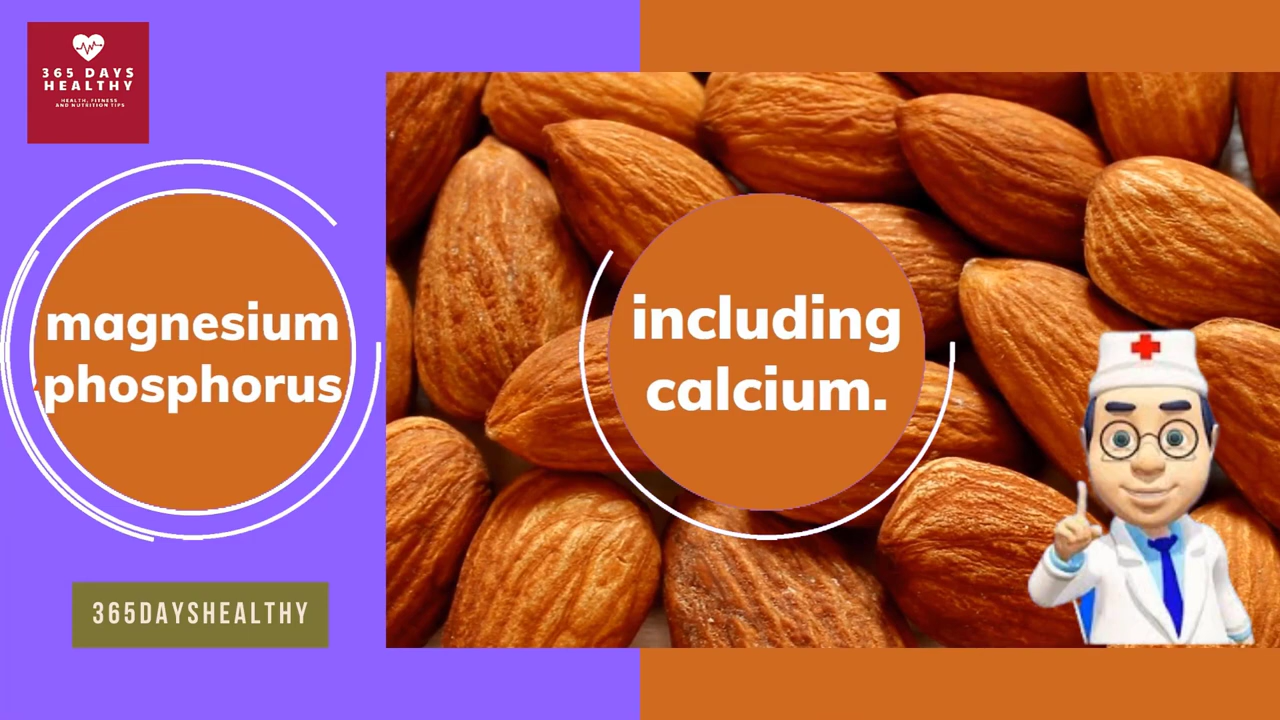 365 DAYS
HEALTHY
HEALTH, FITNESS
AND NUTRITION TIPS
magnesium
phosphorus
including
calcium.
365DAYSHEALTHY